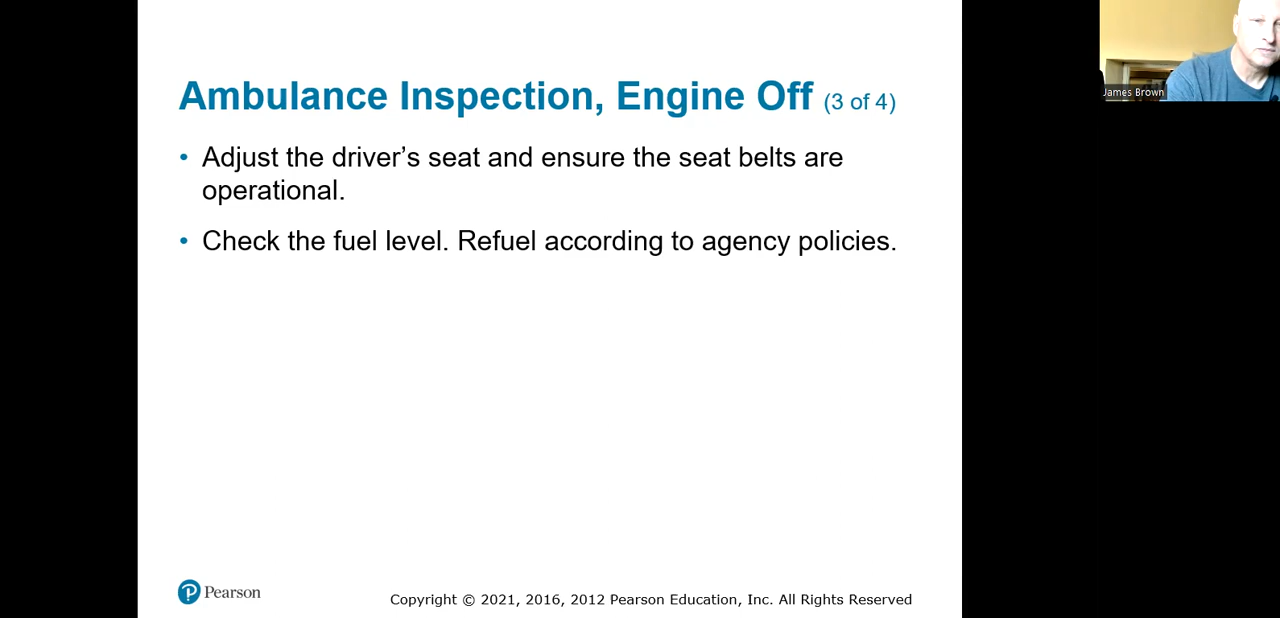 Ambulance Inspection, Engine Off (3 of 4)
• Adjust the driver’s seat and ensure the seat belts are
operational.
• Check the fuel level. Refuel according to agency policies.
Pearson
Copyright © 2021, 2016, 2012 Pearson Education, Inc. All Rights Reserved
James Brown